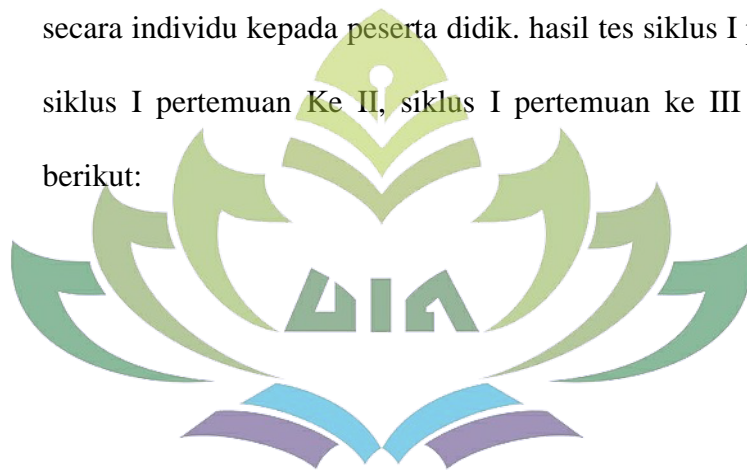 secara individu kepada peserta didik. hasil tes siklus I
siklus I pertemuan Ke II, siklus I pertemuan ke III
berikut:
UIN